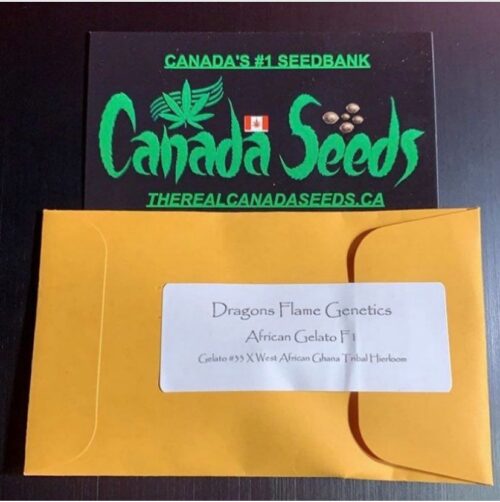 CANADA'S #1 SEEDBANK
Canada Seeds
THEREALCANADASEEDS.CA
Dragons Flame Genetics
African Gelato F1
Gelato #33 X West African Ghana Tribal Hierloom